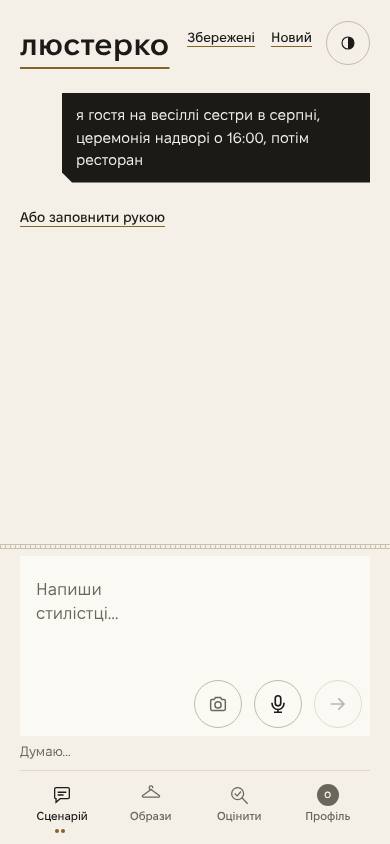 люстерко
Збережені
Новий
я гостя на весіллі сестри в серпні,
церемонія надворі о 16:00, потім
ресторан
Або заповнити рукою
Напиши
стилістці…
Думаю…
Сценарій
Образи
Оцінити
О
Профіль